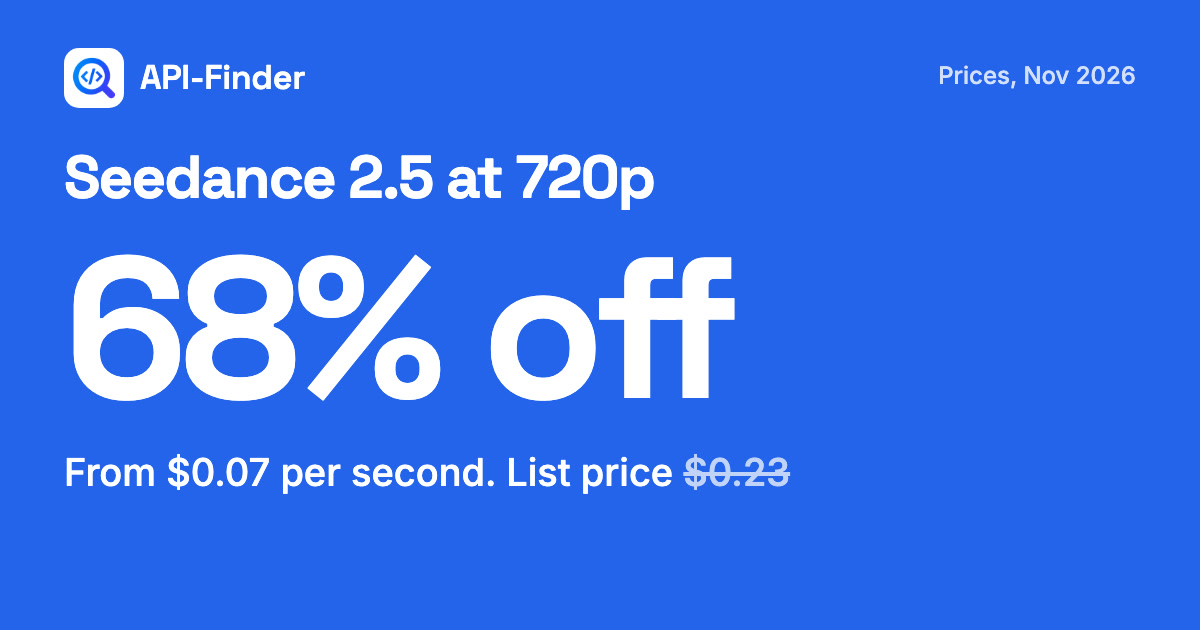 API-Finder
Prices, Nov 2026
Seedance 2.5 at 720p
68% off
From $0.07 per second. List price $0.23